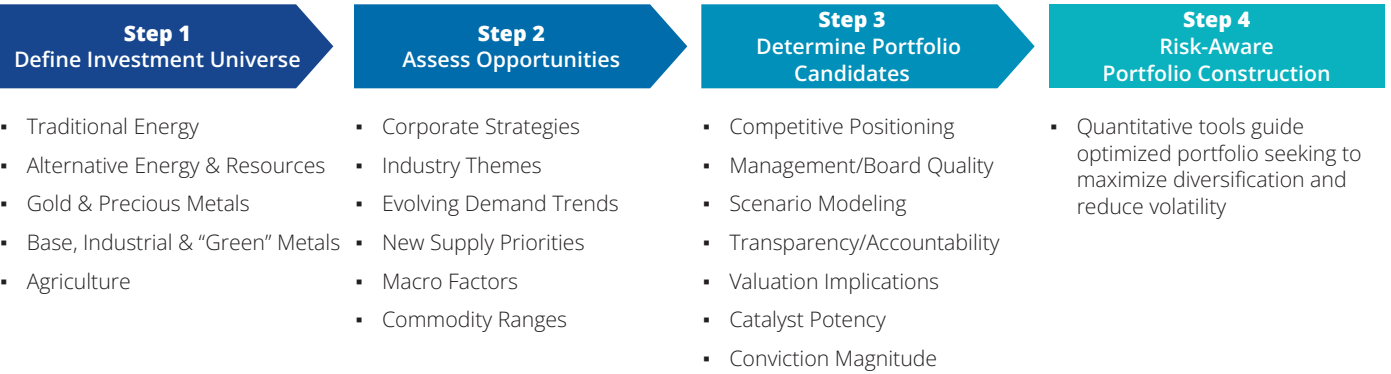 Step 1
Define Investment Universe
▪ Traditional Energy
▪ Alternative Energy & Resources
▪ Gold & Precious Metals
▪ Base, Industrial & “Green” Metals
▪ Agriculture
Step 2
Assess Opportunities
▪ Corporate Strategies
▪ Industry Themes
▪ Evolving Demand Trends
▪ New Supply Priorities
▪ Macro Factors
▪ Commodity Ranges
Step 3
Determine Portfolio
Candidates
▪ Competitive Positioning
▪ Management/Board Quality
▪ Scenario Modeling
▪ Transparency/Accountability
▪ Valuation Implications
▪ Catalyst Potency
▪ Conviction Magnitude
Step 4
Risk-Aware
Portfolio Construction
▪ Quantitative tools guide
optimized portfolio seeking to
maximize diversification and
reduce volatility